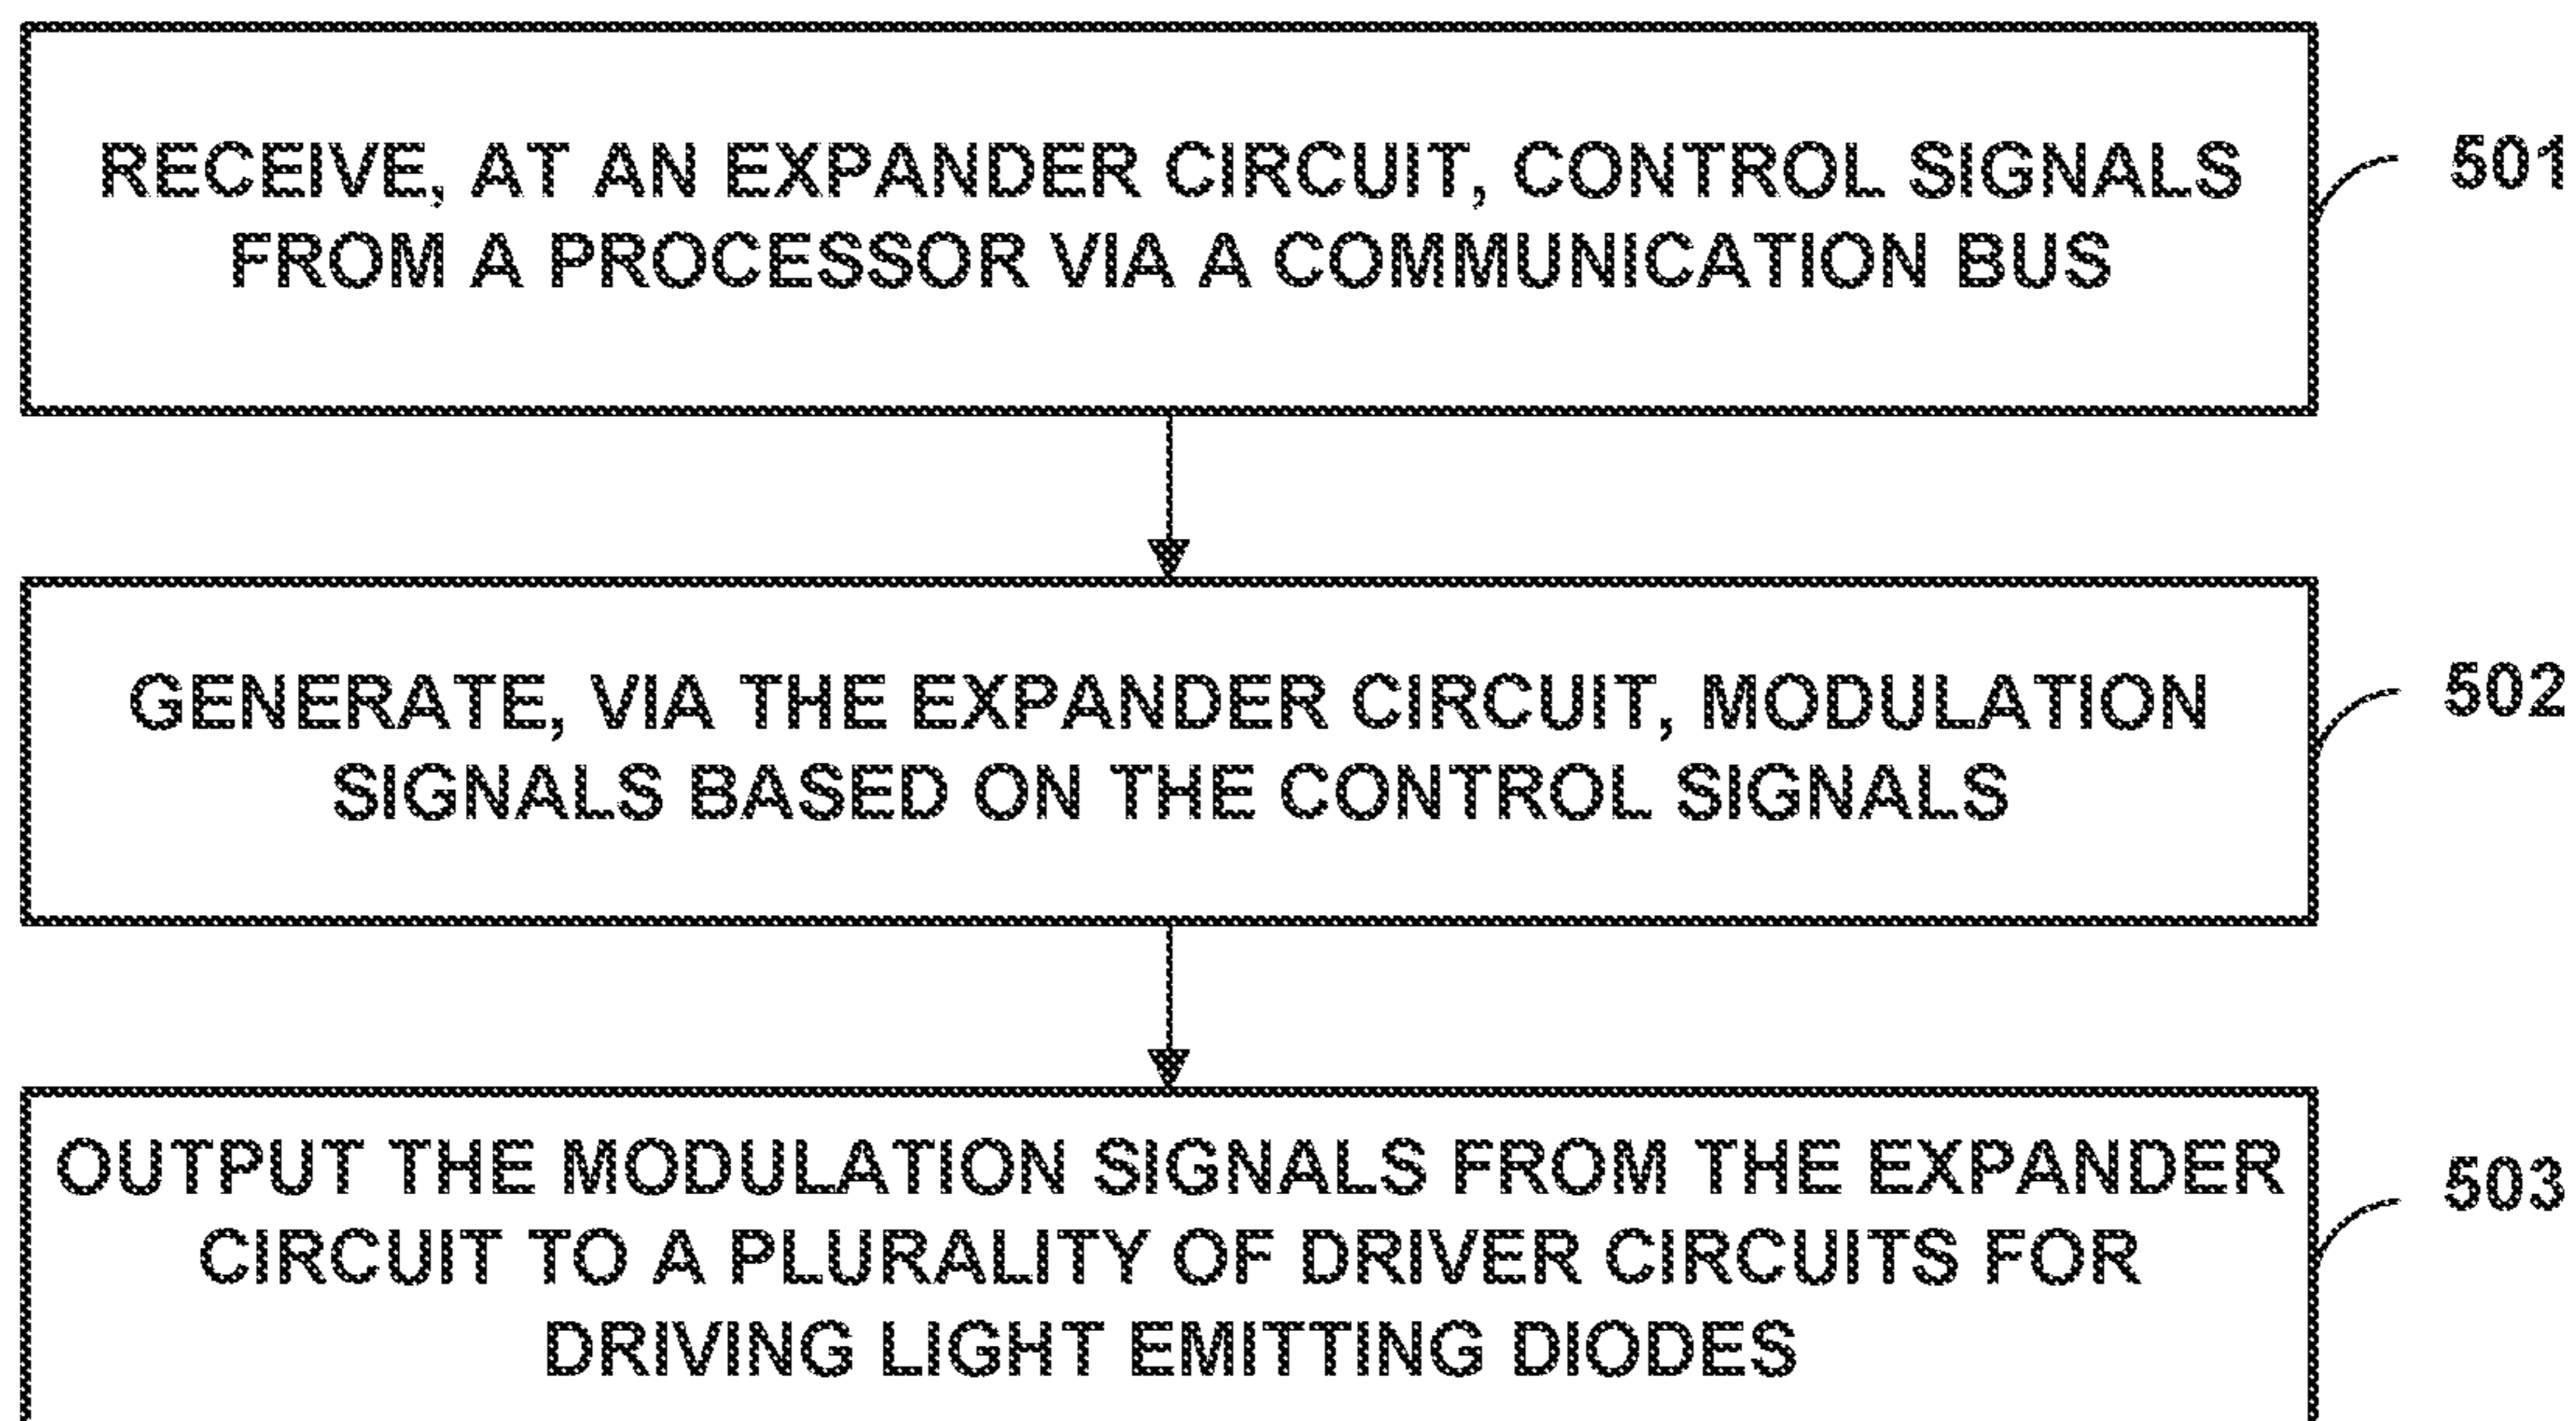 RECEIVE, AT AN EXPANDER CIRCUIT, CONTROL SIGNALS
FROM A PROCESSOR VIA A COMMUNICATION BUS
501
GENERATE, VIA THE EXPANDER CIRCUIT, MODULATION
SIGNALS BASED ON THE CONTROL SIGNALS
502
OUTPUT THE MODULATION SIGNALS FROM THE EXPANDER
CIRCUIT TO A PLURALITY OF DRIVER CIRCUITS FOR
DRIVING LIGHT EMITTING DIODES
503